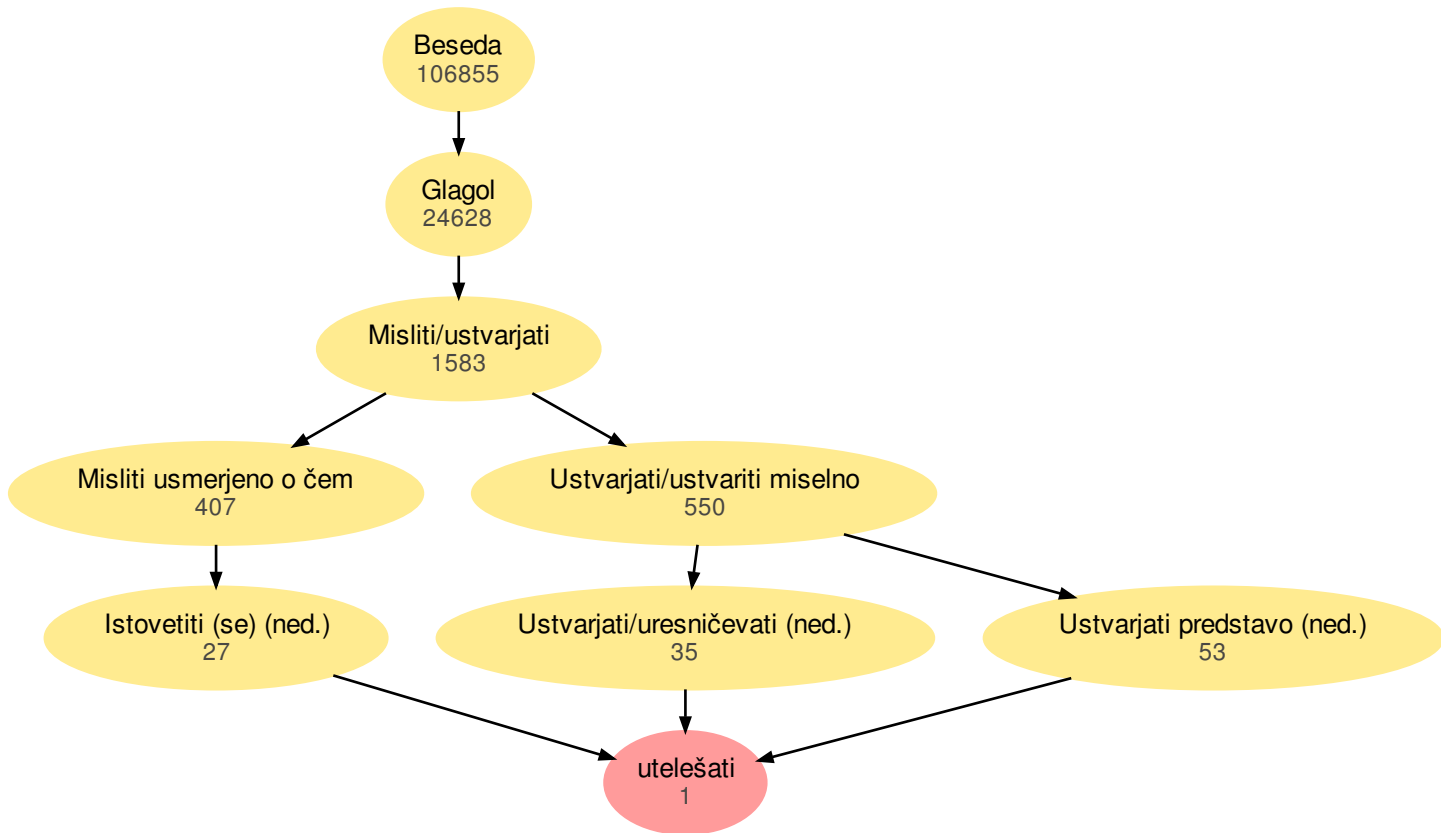 Beseda
106855
Glagol
24628
Misliti/ustvarjati
1583
Misliti usmerjeno o čem
407
Ustvarjati/ustvariti miselno
550
Istovetiti (se) (ned.)
27
Ustvarjati/uresničevati (ned.)
35
Ustvarjati predstavo (ned.)
53
utelešati
1